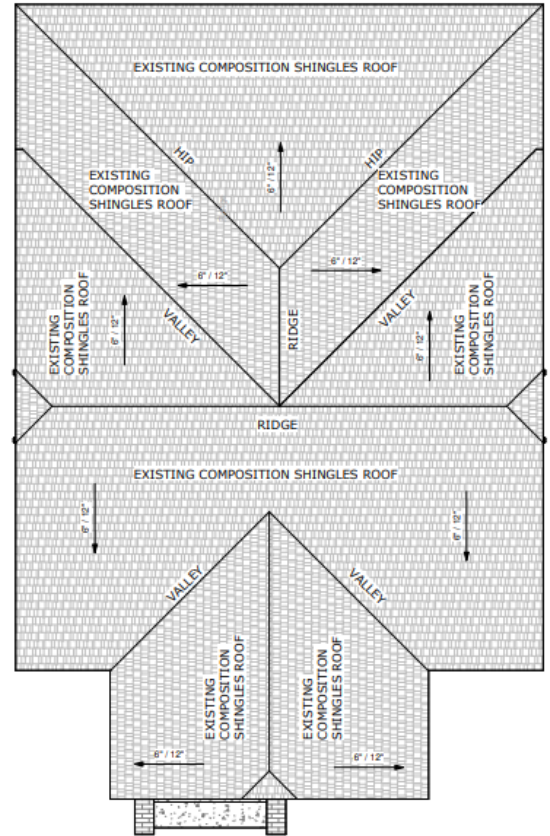 EXISTING COMPOSITION SHINGLES ROOF
HIP
HIP
6" / 12"
EXISTING
COMPOSITION
SHINGLES ROOF
EXISTING
COMPOSITION
SHINGLES ROOF
6" / 12"
6" / 12"
EXISTING
COMPOSITION
SHINGLES ROOF
6" / 12"
VALLEY
RIDGE
VALLEY
6" / 12"
EXISTING
COMPOSITION
SHINGLES ROOF
RIDGE
EXISTING COMPOSITION SHINGLES ROOF
6" / 12"
6" / 12"
VALLEY
VALLEY
EXISTING
COMPOSITION
SHINGLES ROOF
EXISTING
COMPOSITION
SHINGLES ROOF
6" / 12"
6" / 12"